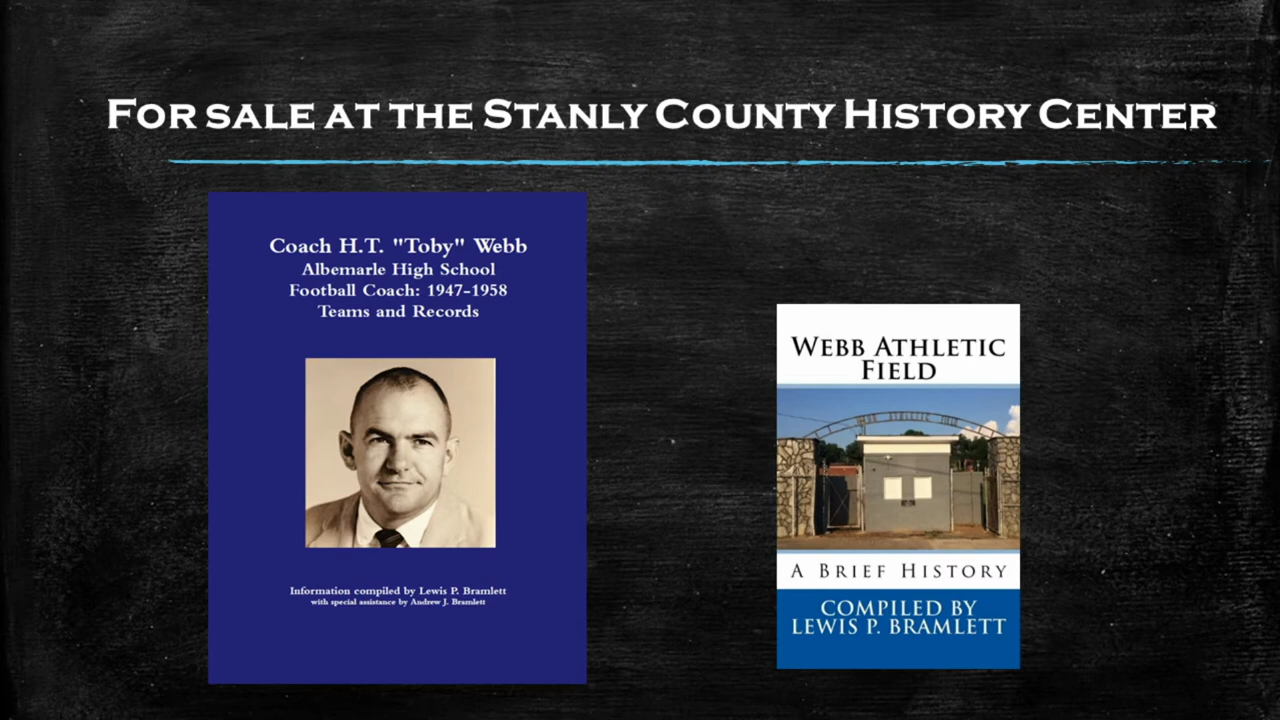 For sale at the Stanly County History Center
Coach H.T. "Toby" Webb
Albemarle High School
Football Coach: 1947-1958
Teams and Records
Information compiled by Lewis P. Bramlett
with special assistance by Andrew J. Bramlett
Webb Athletic
Field
A Brief History
Compiled by
Lewis P. Bramlett